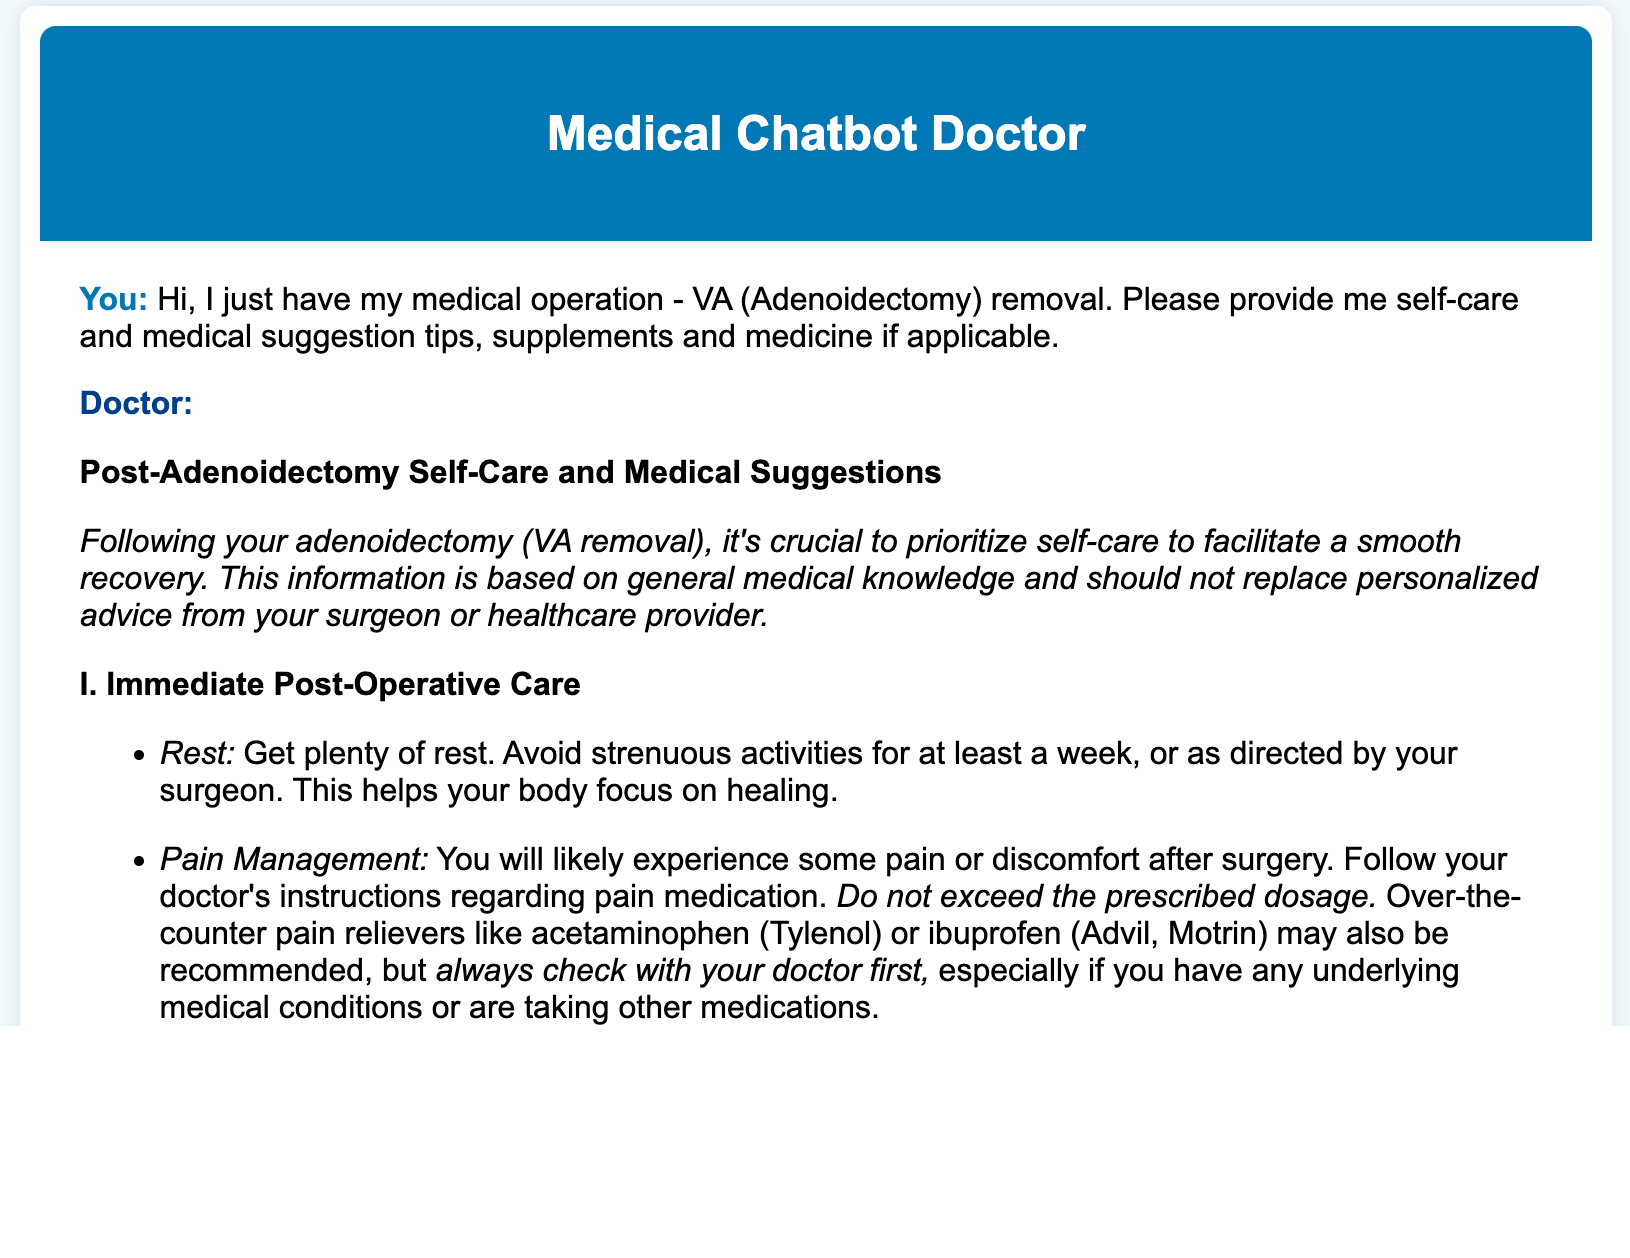 Medical Chatbot Doctor
You: Hi, I just have my medical operation - VA (Adenoidectomy) removal. Please provide me self-care
and medical suggestion tips, supplements and medicine if applicable.
Doctor:
Post-Adenoidectomy Self-Care and Medical Suggestions
Following your adenoidectomy (VA removal), it's crucial to prioritize self-care to facilitate a smooth
recovery. This information is based on general medical knowledge and should not replace personalized
advice from your surgeon or healthcare provider.
I. Immediate Post-Operative Care
• Rest: Get plenty of rest. Avoid strenuous activities for at least a week, or as directed by your
surgeon. This helps your body focus on healing.
• Pain Management: You will likely experience some pain or discomfort after surgery. Follow your
doctor's instructions regarding pain medication. Do not exceed the prescribed dosage. Over-the-
counter pain relievers like acetaminophen (Tylenol) or ibuprofen (Advil, Motrin) may also be
recommended, but always check with your doctor first, especially if you have any underlying
medical conditions or are taking other medications.